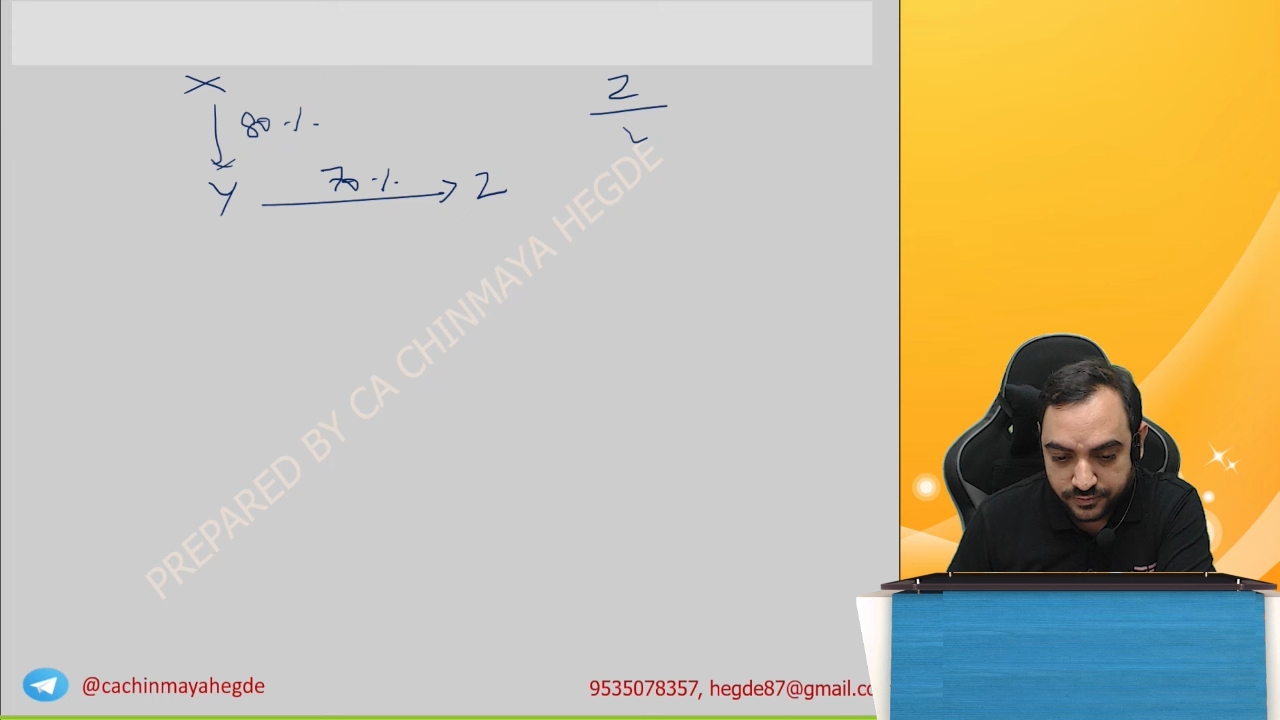 X
80%
Y 70% Z
Z
PREPARED BY CA CHINMAYA HEGDE
@cachinmayahegde
9535078357, hegde87@gmail.co